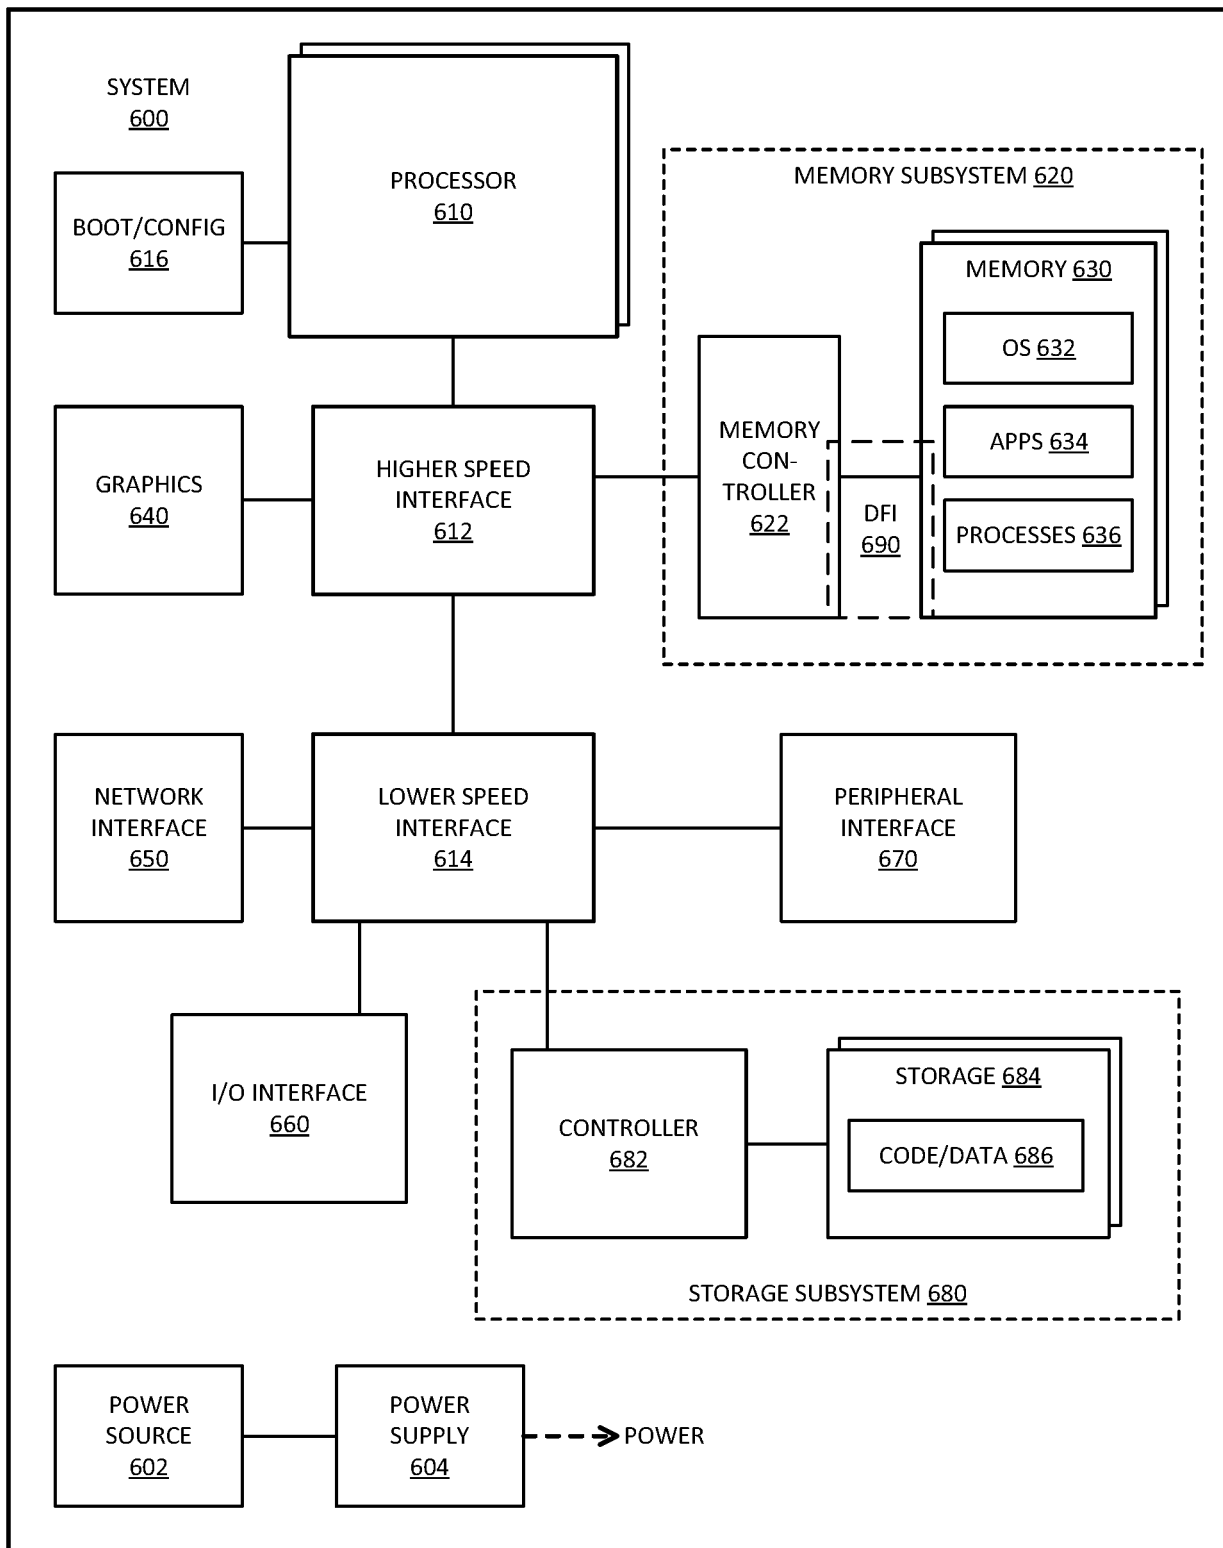 SYSTEM
600
PROCESSOR
610
BOOT/CONFIG
616
MEMORY SUBSYSTEM 620
MEMORY 630
OS 632
APPS 634
PROCESSES 636
MEMORY
CON-
TROLLER
622
DFI
690
GRAPHICS
640
HIGHER SPEED
INTERFACE
612
NETWORK
INTERFACE
650
LOWER SPEED
INTERFACE
614
PERIPHERAL
INTERFACE
670
I/O INTERFACE
660
CONTROLLER
682
STORAGE 684
CODE/DATA 686
STORAGE SUBSYSTEM 680
POWER
SOURCE
602
POWER
SUPPLY
604
POWER